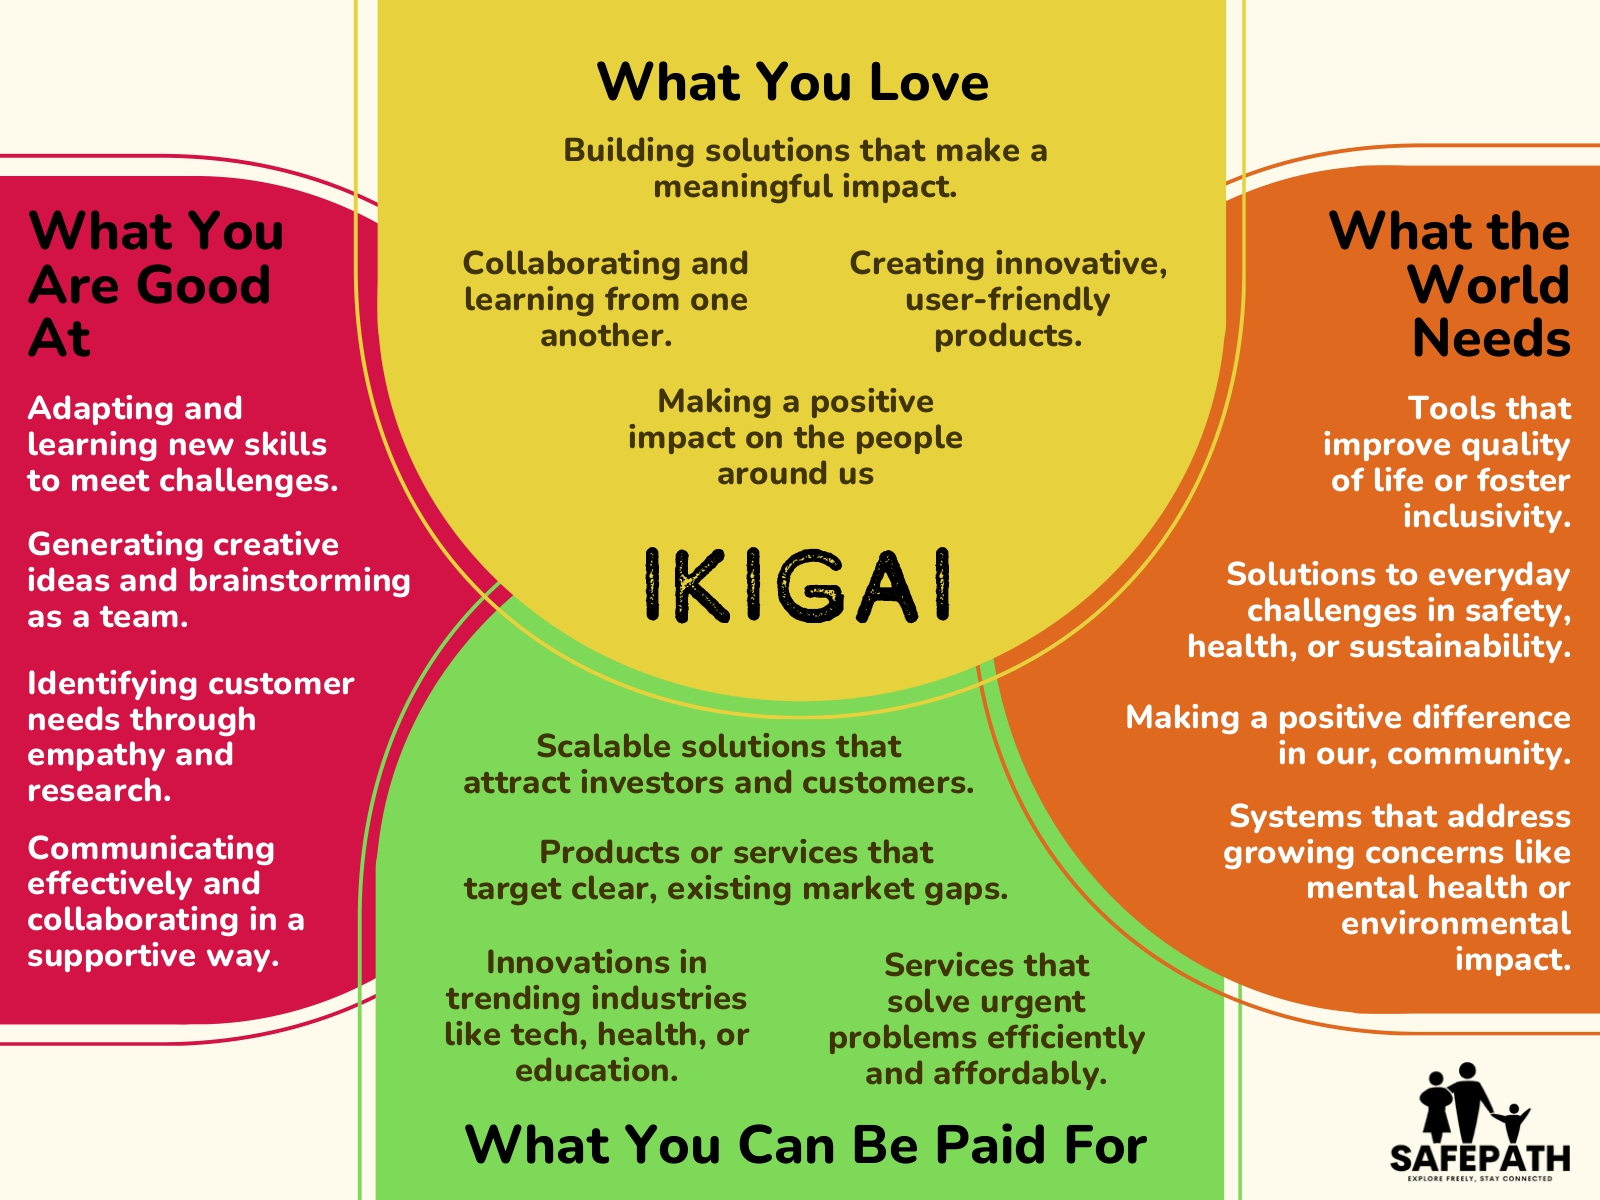 What You Love
Building solutions that make a
meaningful impact.
Collaborating and
learning from one
another.
Creating innovative,
user-friendly
products.
Making a positive
impact on the people
around us
IKIGAI
What You
Are Good
At
Adapting and
learning new skills
to meet challenges.
Generating creative
ideas and brainstorming
as a team.
Identifying customer
needs through
empathy and
research.
Communicating
effectively and
collaborating in a
supportive way.
What the
World
Needs
Tools that
improve quality
of life or foster
inclusivity.
Solutions to everyday
challenges in safety,
health, or sustainability.
Making a positive difference
in our, community.
Systems that address
growing concerns like
mental health or
environmental
impact.
Scalable solutions that
attract investors and customers.
Products or services that
target clear, existing market gaps.
Innovations in
trending industries
like tech, health, or
education.
Services that
solve urgent
problems efficiently
and affordably.
What You Can Be Paid For
SAFEPATH
EXPLORE FREELY, STAY CONNECTED